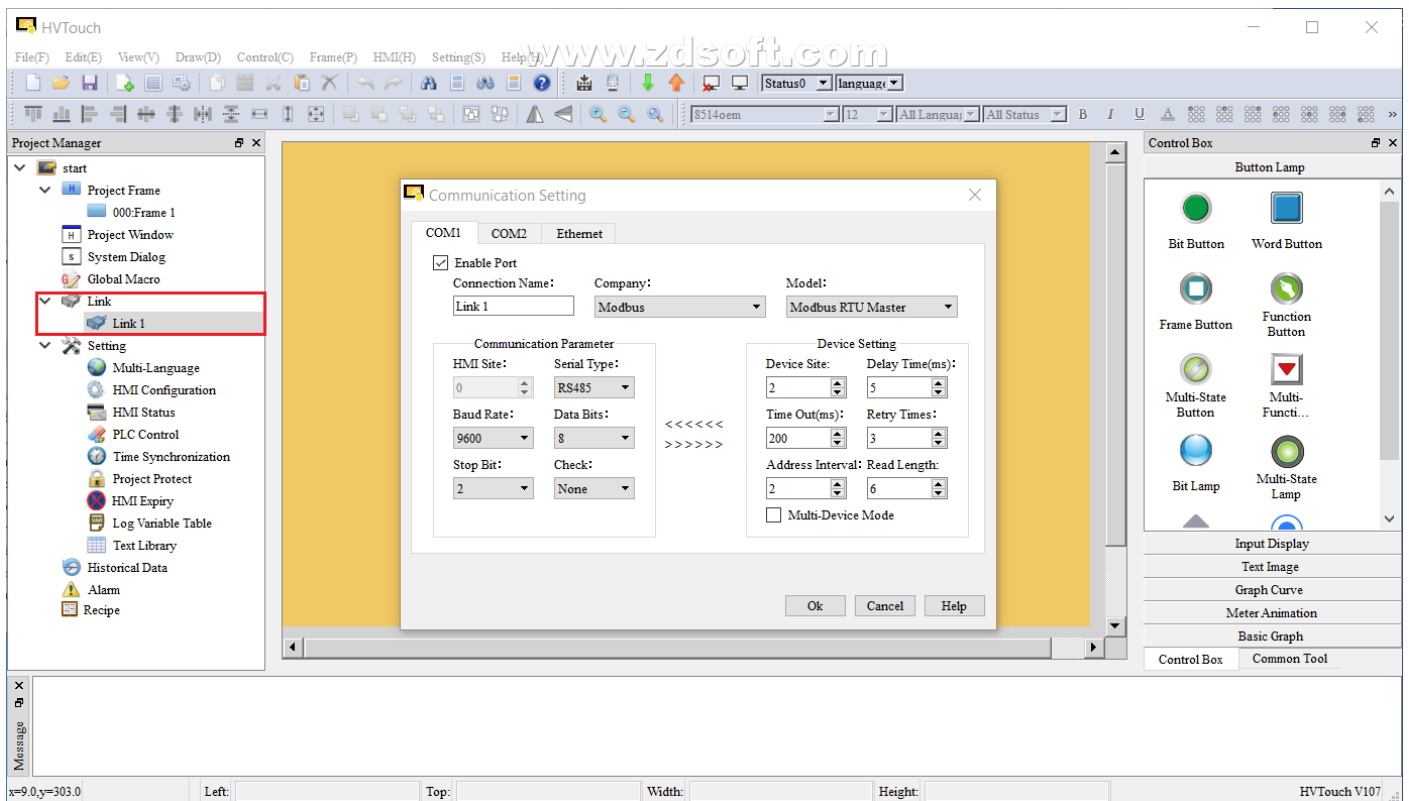 HVTouch
www.zdsoft.com
File(F) Edit(E) View(V) Draw(D) Control(C) Frame(P) HMI(H) Setting(S) Help(H)
Status0 language
8514oem 12 All Languag All Status B I U A »
Project Manager
start
Project Frame
000:Frame 1
Project Window
System Dialog
Global Macro
Link
Link 1
Setting
Multi-Language
HMI Configuration
HMI Status
PLC Control
Time Synchronization
Project Protect
HMI Expiry
Log Variable Table
Text Library
Historical Data
Alarm
Recipe
Communication Setting
COM1 COM2 Ethernet
Enable Port
Connection Name: Company: Model:
Link 1 Modbus Modbus RTU Master
Communication Parameter
HMI Site: Serial Type:
0 RS485
Baud Rate: Data Bits:
9600 8
Stop Bit: Check:
2 None
<<<<<<
>>>>>>
Device Setting
Device Site: Delay Time(ms):
2 5
Time Out(ms): Retry Times:
200 3
Address Interval: Read Length:
2 6
Multi-Device Mode
Ok Cancel Help
Control Box
Button Lamp
Bit Button Word Button
Frame Button Function Button
Multi-State Button Multi-Functi...
Bit Lamp Multi-State Lamp
Input Display
Text Image
Graph Curve
Meter Animation
Basic Graph
Control Box Common Tool
Message
x=9.0,y=303.0 Left: Top: Width: Height: HVTouch V107